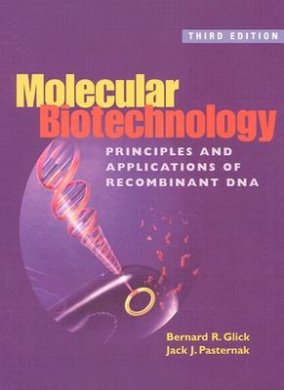 THIRD EDITION
Molecular
Biotechnology
PRINCIPLES AND
APPLICATIONS OF
RECOMBINANT DNA
Bernard R. Glick
Jack J. Pasternak